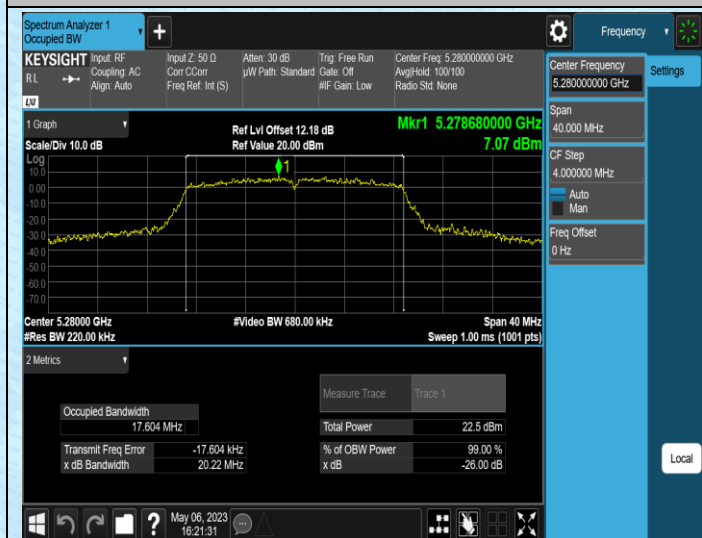 Spectrum Analyzer 1
Occupied BW
Frequency
KEYSIGHT
R L
LXI
Input: RF
Coupling: AC
Align: Auto
Input Z: 50 Ω
Corr CCorr
Freq Ref: Int (S)
Atten: 30 dB
µW Path: Standard
Trig: Free Run
Gate: Off
#IF Gain: Low
Center Freq: 5.280000000 GHz
Avg|Hold: 100/100
Radio Std: None
Center Frequency
5.280000000 GHz
Settings
Span
40.000 MHz
CF Step
4.000000 MHz
Auto
Man
Freq Offset
0 Hz
1 Graph
Scale/Div 10.0 dB
Ref Lvl Offset 12.18 dB
Ref Value 20.00 dBm
Mkr1 5.278680000 GHz
7.07 dBm
Log
10.0
0.00
-10.0
-20.0
-30.0
-40.0
-50.0
-60.0
-70.0
1
Center 5.28000 GHz
#Res BW 220.00 kHz
#Video BW 680.00 kHz
Span 40 MHz
Sweep 1.00 ms (1001 pts)
2 Metrics
Measure Trace
Trace 1
Occupied Bandwidth
17.604 MHz
Total Power 22.5 dBm
Transmit Freq Error -17.604 kHz
% of OBW Power 99.00 %
x dB Bandwidth 20.22 MHz
x dB -26.00 dB
Local
May 06, 2023
16:21:31